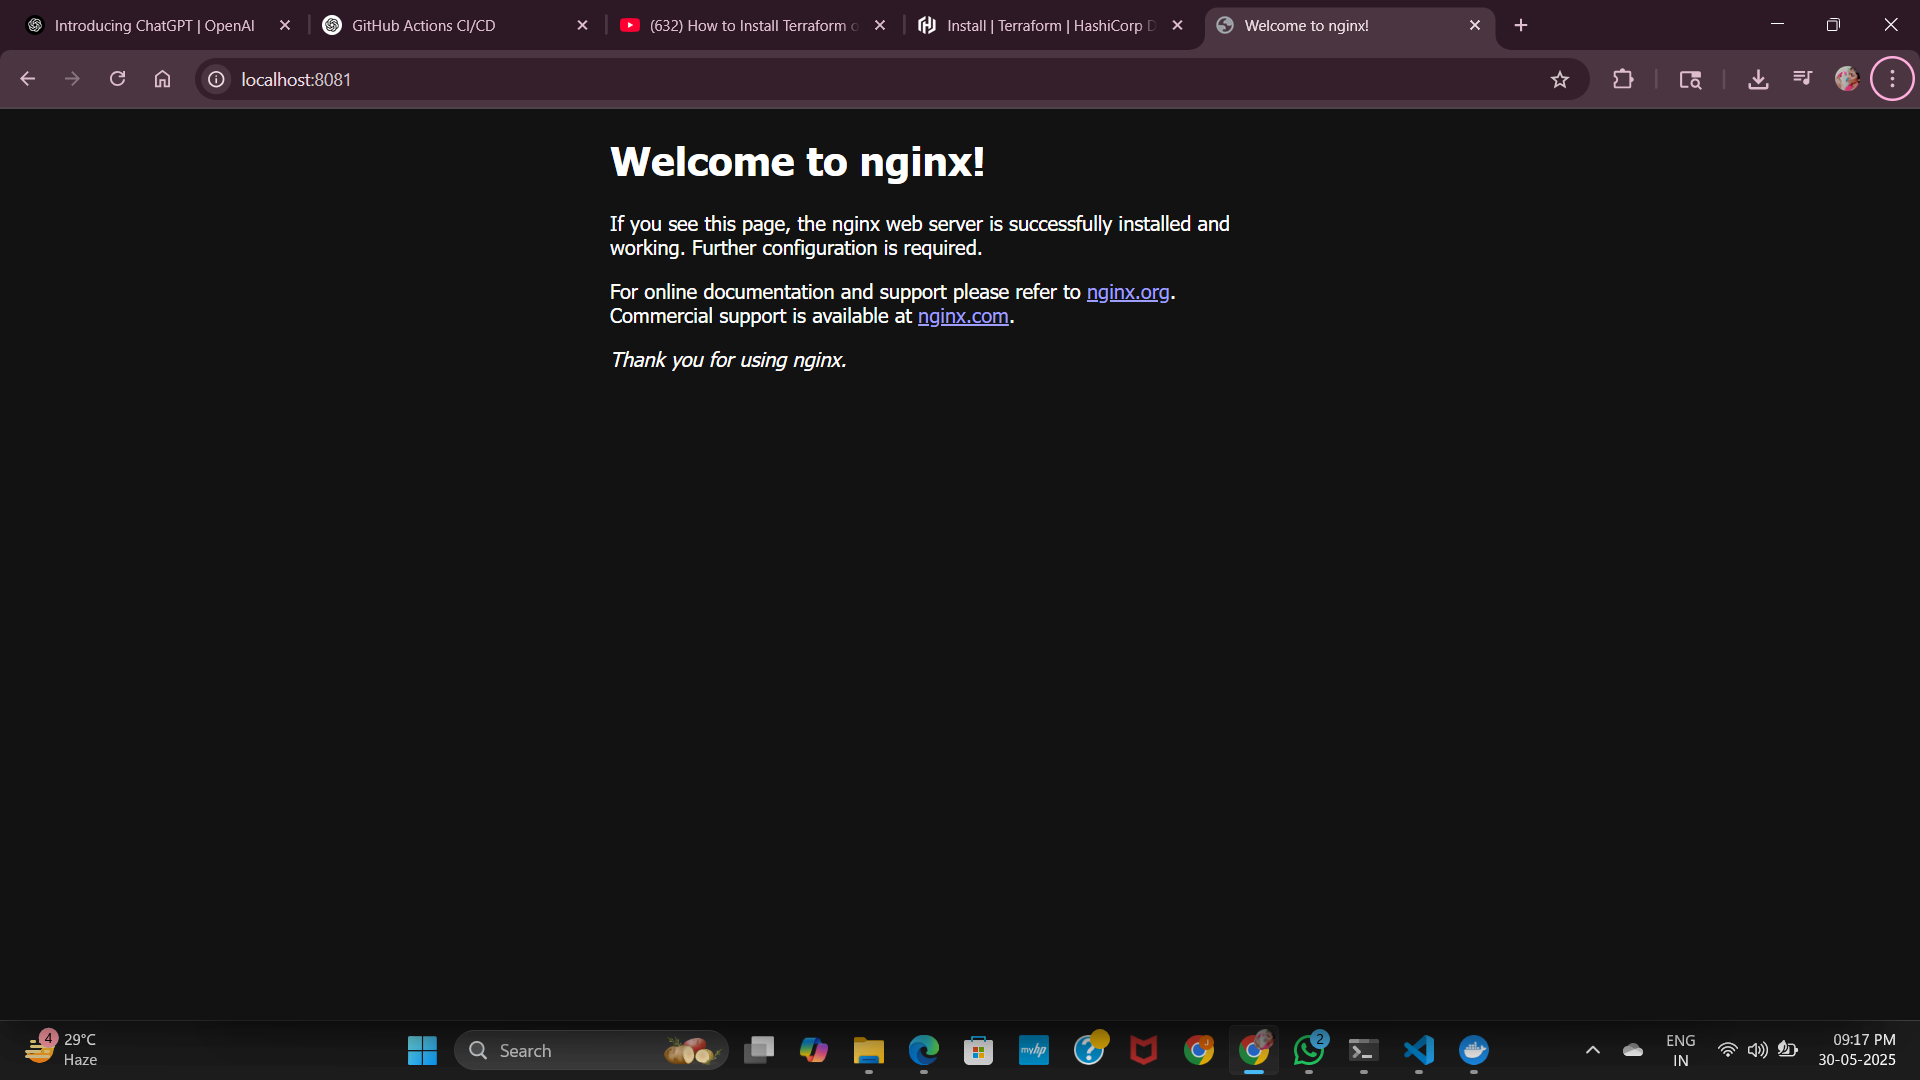 Introducing ChatGPT | OpenAI
GitHub Actions CI/CD
(632) How to Install Terraform o
Install | Terraform | HashiCorp D
Welcome to nginx!
localhost:8081
Welcome to nginx!
If you see this page, the nginx web server is successfully installed and
working. Further configuration is required.
For online documentation and support please refer to nginx.org.
Commercial support is available at nginx.com.
Thank you for using nginx.
4
29°C
Haze
Search
myhp
J
2
ENG
IN
09:17 PM
30-05-2025